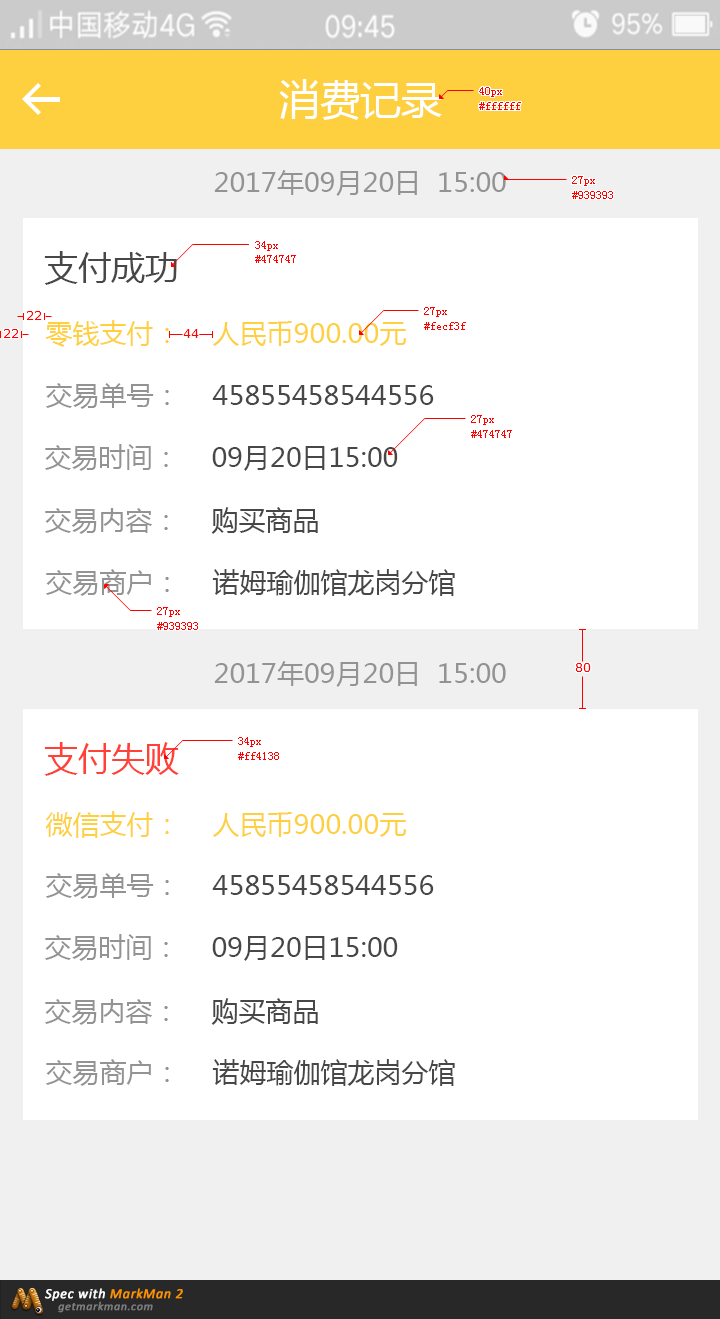 中国移动4G 09:45 95%
消费记录
40px
#ffffff
2017年09月20日 15:00
27px
#939393
支付成功
34px
#474747
22
22
零钱支付： 44 人民币900.00元
27px
#fecf3f
交易单号： 45855458544556
27px
#474747
交易时间： 09月20日15:00
交易内容： 购买商品
交易商户： 诺姆瑜伽馆龙岗分馆
27px
#939393
80
2017年09月20日 15:00
支付失败
34px
#ff4138
微信支付： 人民币900.00元
交易单号： 45855458544556
交易时间： 09月20日15:00
交易内容： 购买商品
交易商户： 诺姆瑜伽馆龙岗分馆
Spec with MarkMan 2
getmarkman.com